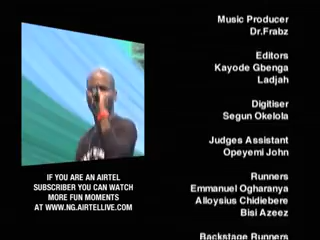 Music Producer
Dr.Frabz
Editors
Kayode Gbenga
Ladjah
Digitiser
Segun Okelola
Judges Assistant
Opeyemi John
Runners
Emmanuel Ogharanya
Alloysius Chidiebere
Bisi Azeez
Backstage Runners
IF YOU ARE AN AIRTEL
SUBSCRIBER YOU CAN WATCH
MORE FUN MOMENTS
AT WWW.NG.AIRTELLIVE.COM